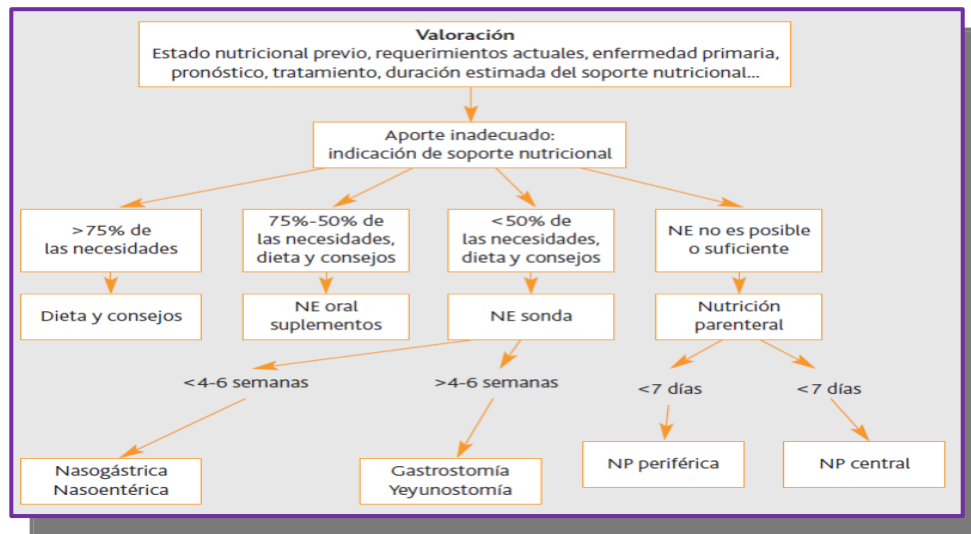 Valoración
Estado nutricional previo, requerimientos actuales, enfermedad primaria,
pronóstico, tratamiento, duración estimada del soporte nutricional...
Aporte inadecuado:
indicación de soporte nutricional
>75% de
las necesidades
75%-50% de
las necesidades,
dieta y consejos
<50% de
las necesidades,
dieta y consejos
NE no es posible
o suficiente
Dieta y consejos
NE oral
suplementos
NE sonda
Nutrición
parenteral
<4-6 semanas
>4-6 semanas
<7 días
<7 días
Nasogástrica
Nasoentérica
Gastrostomía
Yeyunostomía
NP periférica
NP central